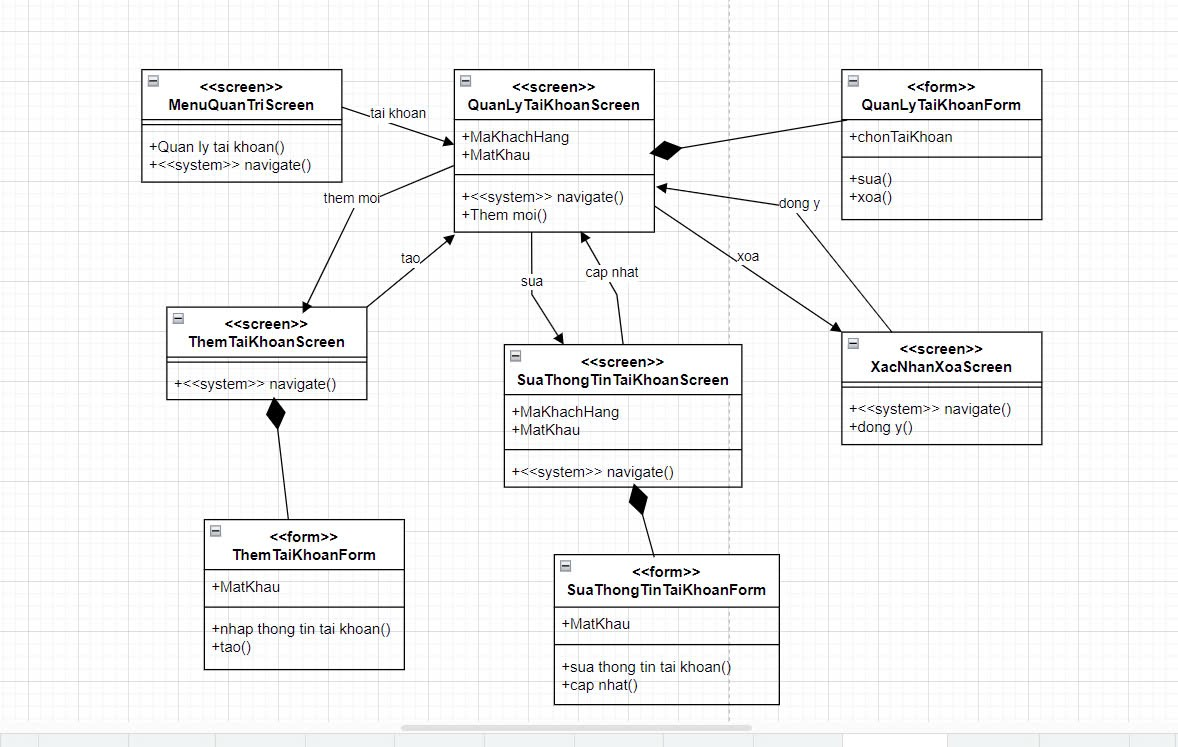 <<screen>>
MenuQuanTriScreen
+Quan ly tai khoan()
+<<system>> navigate()
tai khoan
<<screen>>
QuanLyTaiKhoanScreen
+MaKhachHang
+MatKhau
+<<system>> navigate()
+Them moi()
<<form>>
QuanLyTaiKhoanForm
+chonTaiKhoan
+sua()
+xoa()
them moi
tao
sua
cap nhat
xoa
dong y
<<screen>>
ThemTaiKhoanScreen
+<<system>> navigate()
<<screen>>
SuaThongTinTaiKhoanScreen
+MaKhachHang
+MatKhau
+<<system>> navigate()
<<screen>>
XacNhanXoaScreen
+<<system>> navigate()
+dong y()
<<form>>
ThemTaiKhoanForm
+MatKhau
+nhap thong tin tai khoan()
+tao()
<<form>>
SuaThongTinTaiKhoanForm
+MatKhau
+sua thong tin tai khoan()
+cap nhat()